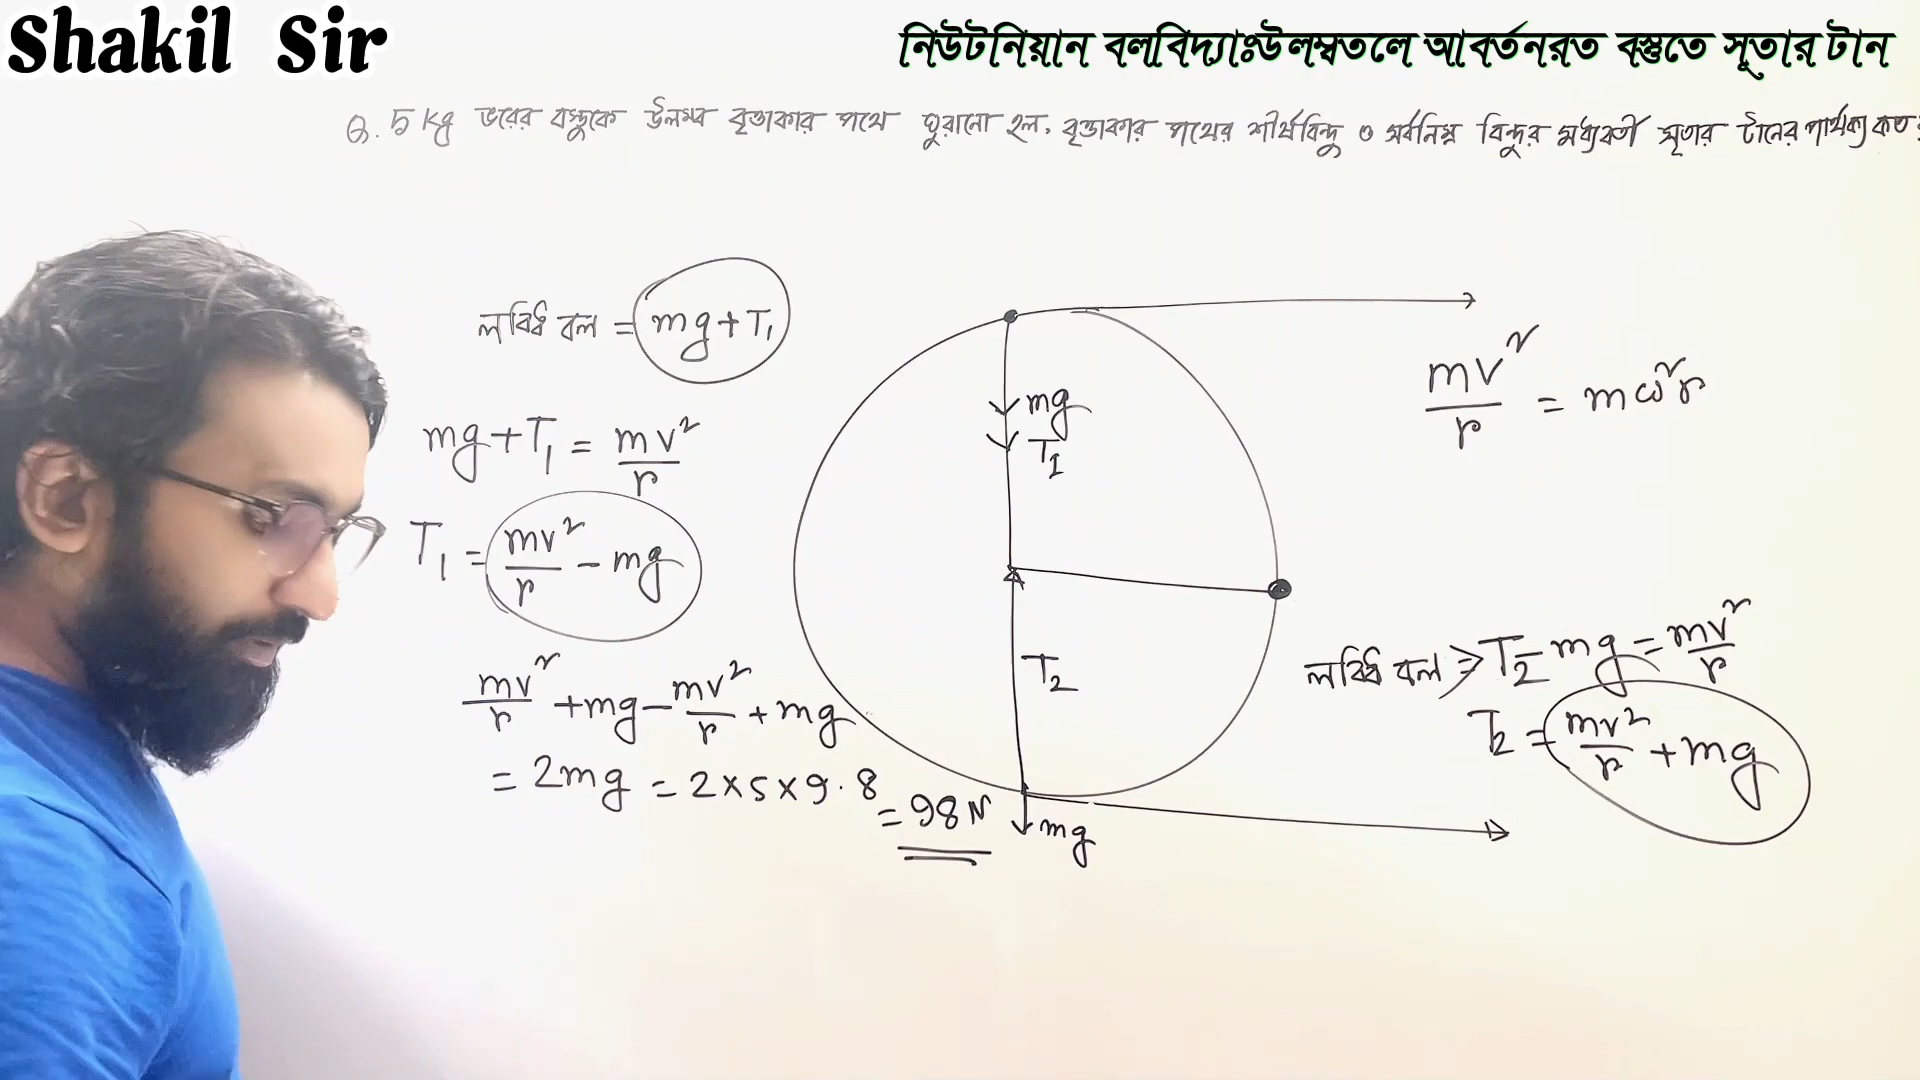 Shakil Sir
নিউটনিয়ান বলবিদ্যাঃউলম্বতলে আবর্তনরত বস্তুতে সূতার টান
Q. 5 kg ভরের বস্তুকে উলম্ব বৃত্তাকার পথে ঘুরানো হল, বৃত্তাকার পথের শীর্ষবিন্দু ও সর্বনিম্ন বিন্দুর মধ্যবর্তী সূতার টানের পার্থক্য কত?
লব্ধি বল = mg+T₁
mg+T₁ = mv²/r
T₁ = mv²/r - mg
mv²/r + mg - mv²/r + mg
= 2mg = 2×5×9.8
= 98 N
mg
T₁
T₂
mg
mv²/r = mω²r
লব্ধি বল ⇒ T₂-mg = mv²/r
T₂ = mv²/r + mg